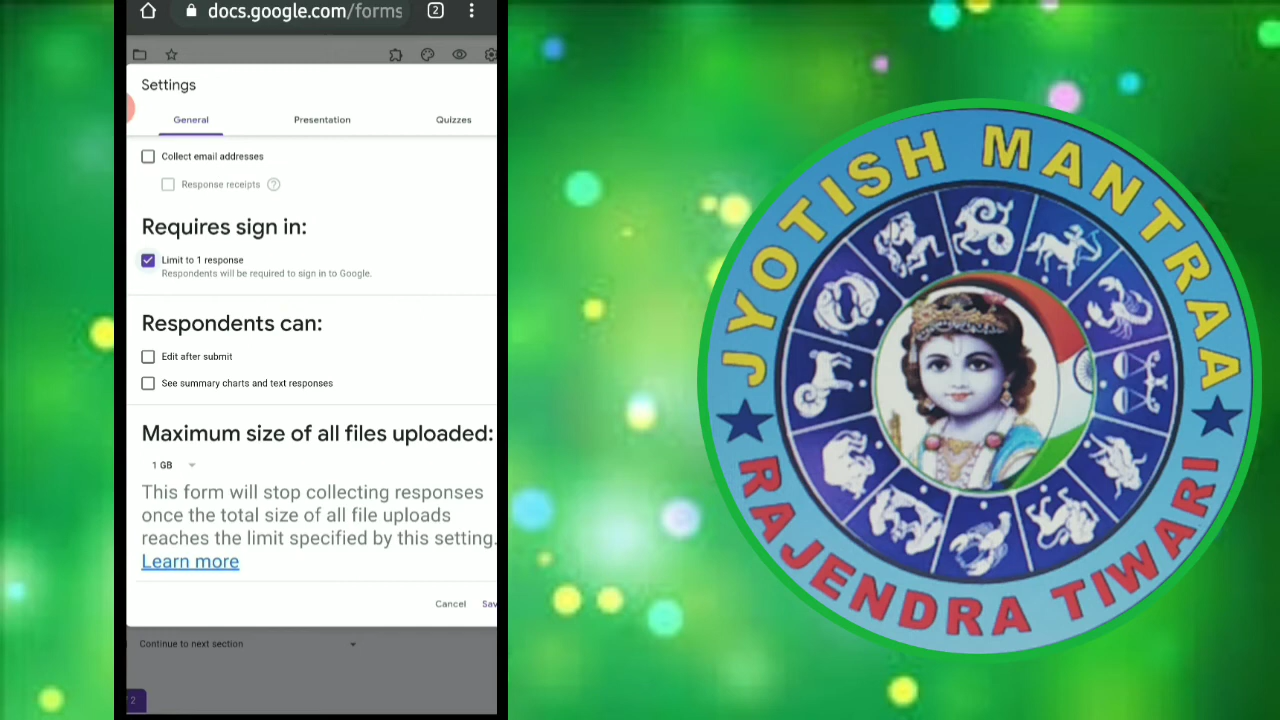 docs.google.com/forms
2
Settings
General
Presentation
Quizzes
Collect email addresses
Response receipts
?
Requires sign in:
Limit to 1 response
Respondents will be required to sign in to Google.
Respondents can:
Edit after submit
See summary charts and text responses
Maximum size of all files uploaded:
1 GB
This form will stop collecting responses
once the total size of all file uploads
reaches the limit specified by this setting.
Learn more
Cancel
Sav
Continue to next section
2
JYOTISH MANTRAA
RAJENDRA TIWARI